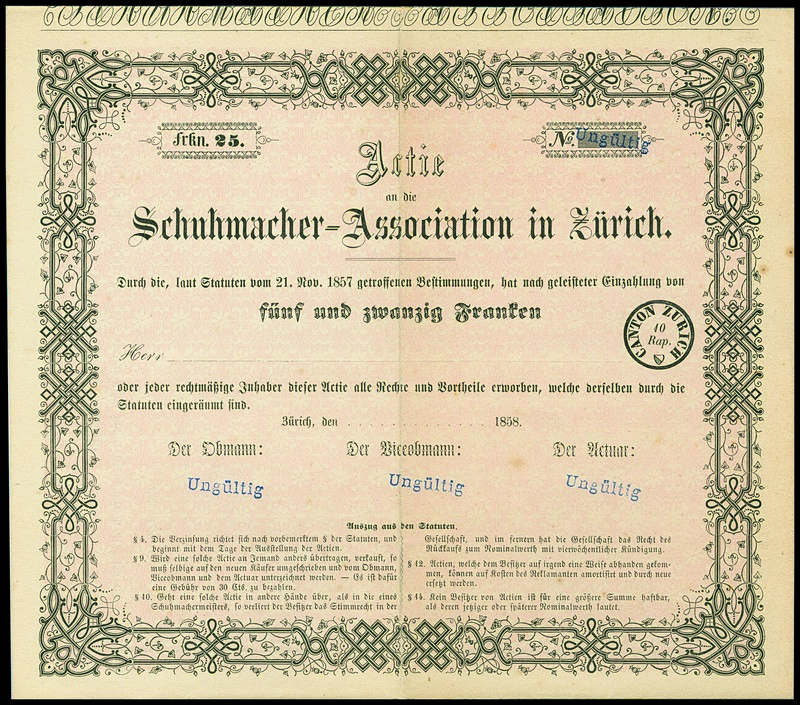 Frkn. 25.
No. Ungültig
Actie
an die
Schuhmacher-Association in Zürich.
Durch die, laut Statuten vom 21. Nov. 1857 getroffenen Bestimmungen, hat nach geleisteter Einzahlung von
fünf und zwanzig Franken
CANTON ZÜRICH
10
Rap.
Herr
oder jeder rechtmäßige Inhaber dieser Actie alle Rechte und Vortheile erworben, welche derselben durch die
Statuten eingeräumt sind.
Zürich, den . . . . . . . . . . . . . . . 1858.
Der Obmann: Der Viceobmann: Der Actuar:
Ungültig Ungültig Ungültig
Auszug aus den Statuten.
§ 4. Die Verzinsung richtet sich nach vorbemerktem § der Statuten, und
beginnt mit dem Tage der Ausstellung der Actien.
§ 9. Wird eine solche Actie an Jemand anders übertragen, verkauft, so
muß selbige auf den neuen Käufer umgeschrieben und vom Obmann,
Viceobmann und dem Actuar unterzeichnet werden. — Es ist dafür
eine Gebühr von 30 Cts. zu bezahlen.
§ 40. Geht eine solche Actie in andere Hände über, als in die eines
Schuhmachermeisters, so verliert der Besitzer das Stimmrecht in der
Gesellschaft, und im fernern hat die Gesellschaft das Recht des
Rückkaufs zum Nominalwerth mit vierwöchentlicher Kündigung.
§ 42. Actien, welche dem Besitzer auf irgend eine Weise abhanden gekom-
men, können auf Kosten des Reklamanten amortisirt und durch neue
ersetzt werden.
§ 44. Kein Besitzer von Actien ist für eine größere Summe haftbar,
als deren jetziger oder späterer Nominalwerth lautet.